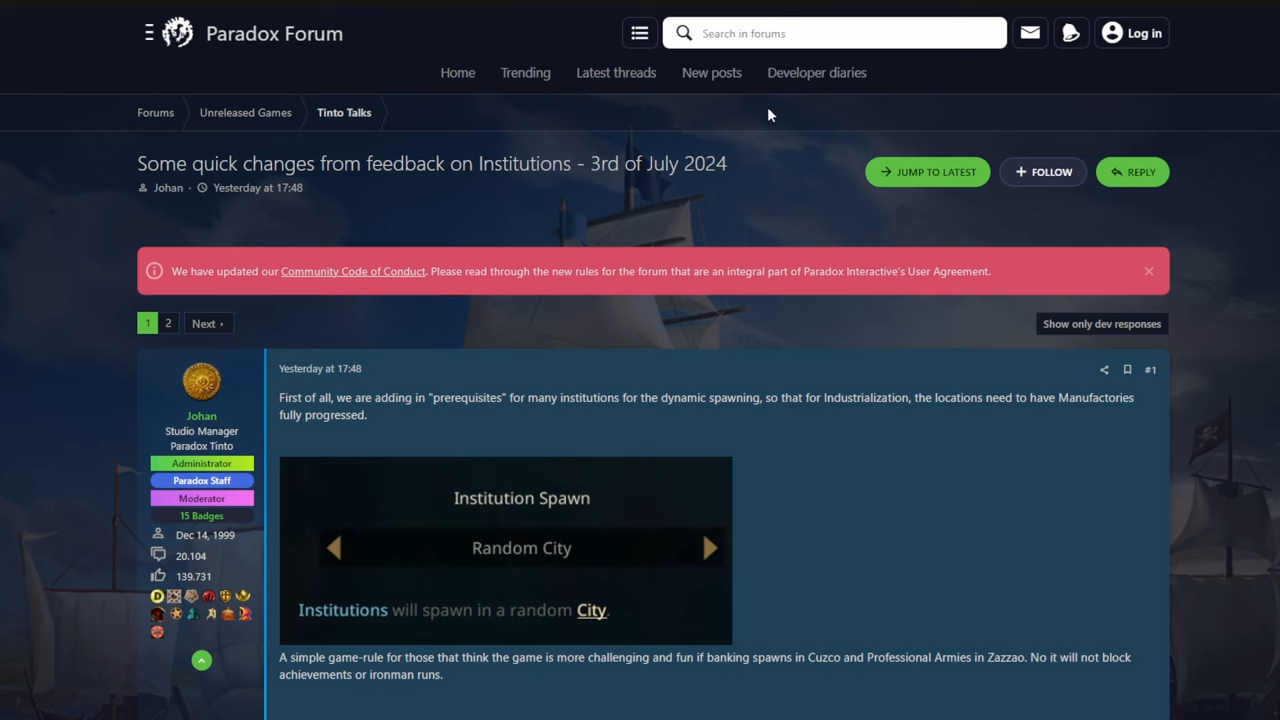 Paradox Forum
Search in forums
Log in
Home
Trending
Latest threads
New posts
Developer diaries
Forums
Unreleased Games
Tinto Talks
Some quick changes from feedback on Institutions - 3rd of July 2024
Johan · Yesterday at 17:48
JUMP TO LATEST
FOLLOW
REPLY
We have updated our Community Code of Conduct. Please read through the new rules for the forum that are an integral part of Paradox Interactive's User Agreement.
1
2
Next
Show only dev responses
Johan
Studio Manager
Paradox Tinto
Administrator
Paradox Staff
Moderator
15 Badges
Dec 14, 1999
20.104
139.731
Yesterday at 17:48
#1
First of all, we are adding in "prerequisites" for many institutions for the dynamic spawning, so that for Industrialization, the locations need to have Manufactories
fully progressed.
Institution Spawn
Random City
Institutions will spawn in a random City.
A simple game-rule for those that think the game is more challenging and fun if banking spawns in Cuzco and Professional Armies in Zazzao. No it will not block
achievements or ironman runs.